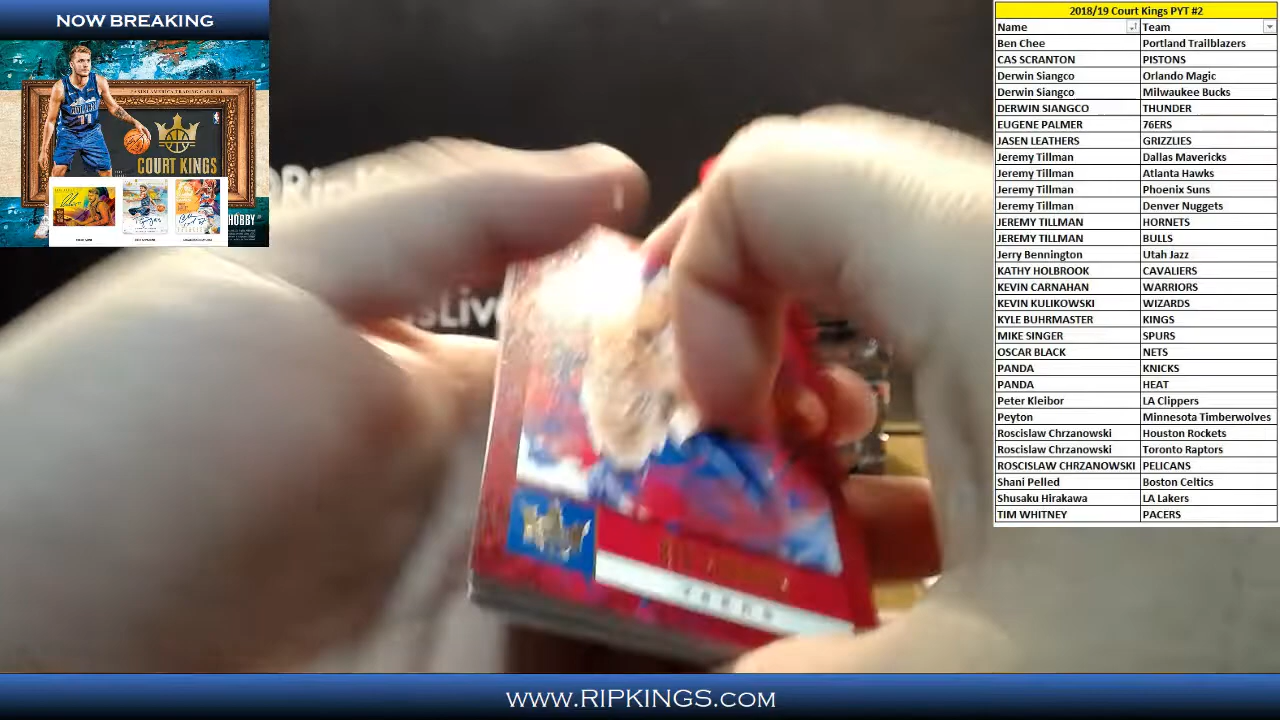 NOW BREAKING
PANINI AMERICA TRADING CARD CO.
COURT KINGS
HOBBY
www.RIPKINGS.com
2018/19 Court Kings PYT #2
Name Team
Ben Chee Portland Trailblazers
CAS SCRANTON PISTONS
Derwin Siangco Orlando Magic
Derwin Siangco Milwaukee Bucks
DERWIN SIANGCO THUNDER
EUGENE PALMER 76ERS
JASEN LEATHERS GRIZZLIES
Jeremy Tillman Dallas Mavericks
Jeremy Tillman Atlanta Hawks
Jeremy Tillman Phoenix Suns
Jeremy Tillman Denver Nuggets
JEREMY TILLMAN HORNETS
JEREMY TILLMAN BULLS
Jerry Bennington Utah Jazz
KATHY HOLBROOK CAVALIERS
KEVIN CARNAHAN WARRIORS
KEVIN KULIKOWSKI WIZARDS
KYLE BUHRMASTER KINGS
MIKE SINGER SPURS
OSCAR BLACK NETS
PANDA KNICKS
PANDA HEAT
Peter Kleibor LA Clippers
Peyton Minnesota Timberwolves
Roscislaw Chrzanowski Houston Rockets
Roscislaw Chrzanowski Toronto Raptors
ROSCISLAW CHRZANOWSKI PELICANS
Shani Pelled Boston Celtics
Shusaku Hirakawa LA Lakers
TIM WHITNEY PACERS